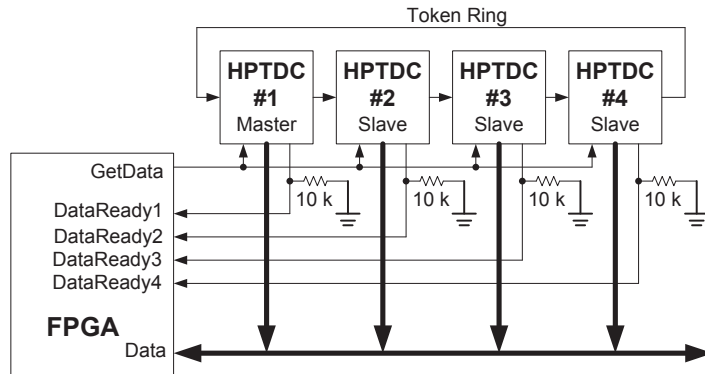 Token Ring
HPTDC
#1
Master
HPTDC
#2
Slave
HPTDC
#3
Slave
HPTDC
#4
Slave
GetData
10 k
10 k
10 k
10 k
DataReady1
DataReady2
DataReady3
DataReady4
FPGA
Data